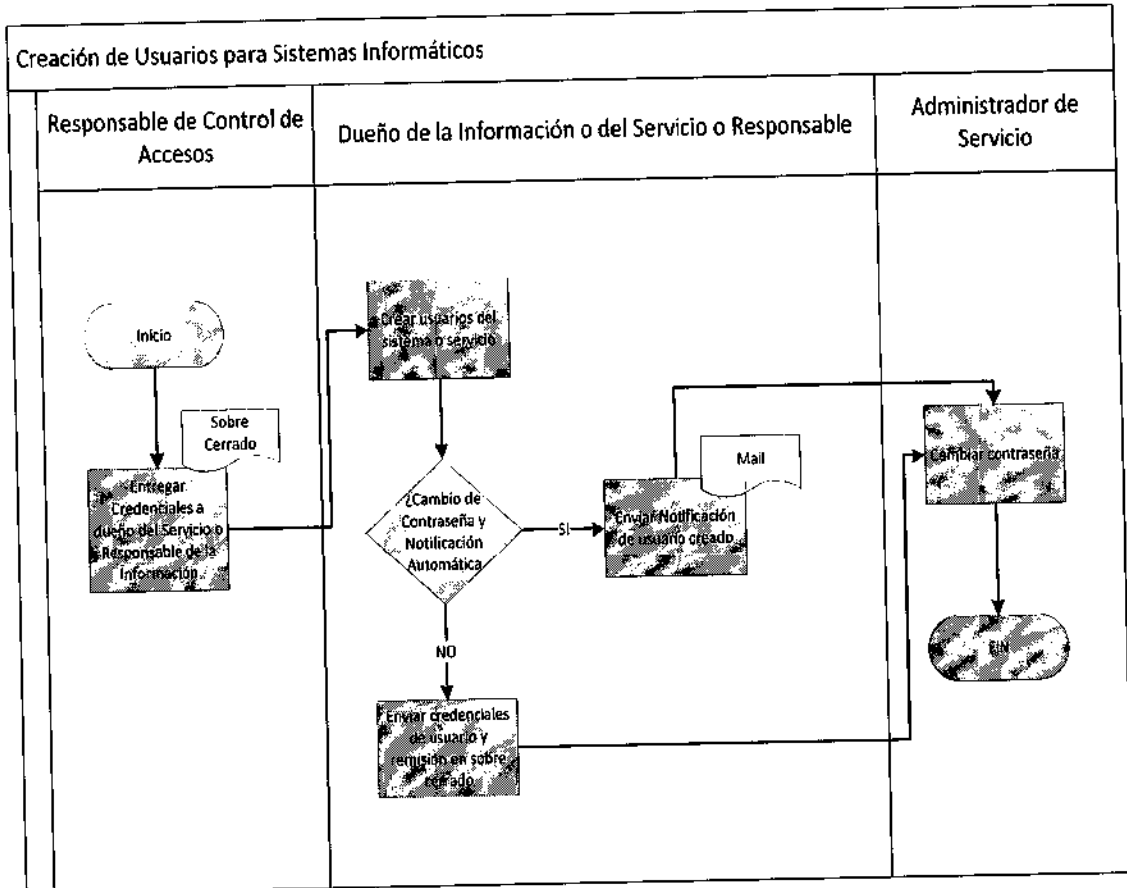 Creación de Usuarios para Sistemas Informáticos
Responsable de Control de
Accesos
Dueño de la Información o del Servicio o Responsable
Administrador de
Servicio
Inicio
Sobre
Cerrado
Entregar
Credenciales a
dueño del Servicio o
Responsable de la
Información
Crear usuarios del
sistema o servicio
¿Cambio de
Contraseña y
Notificación
Automática
SI
NO
Mail
Enviar Notificación
de usuario creado
Enviar credenciales
de usuario y
remisión en sobre
cerrado
Cambiar contraseña
FIN